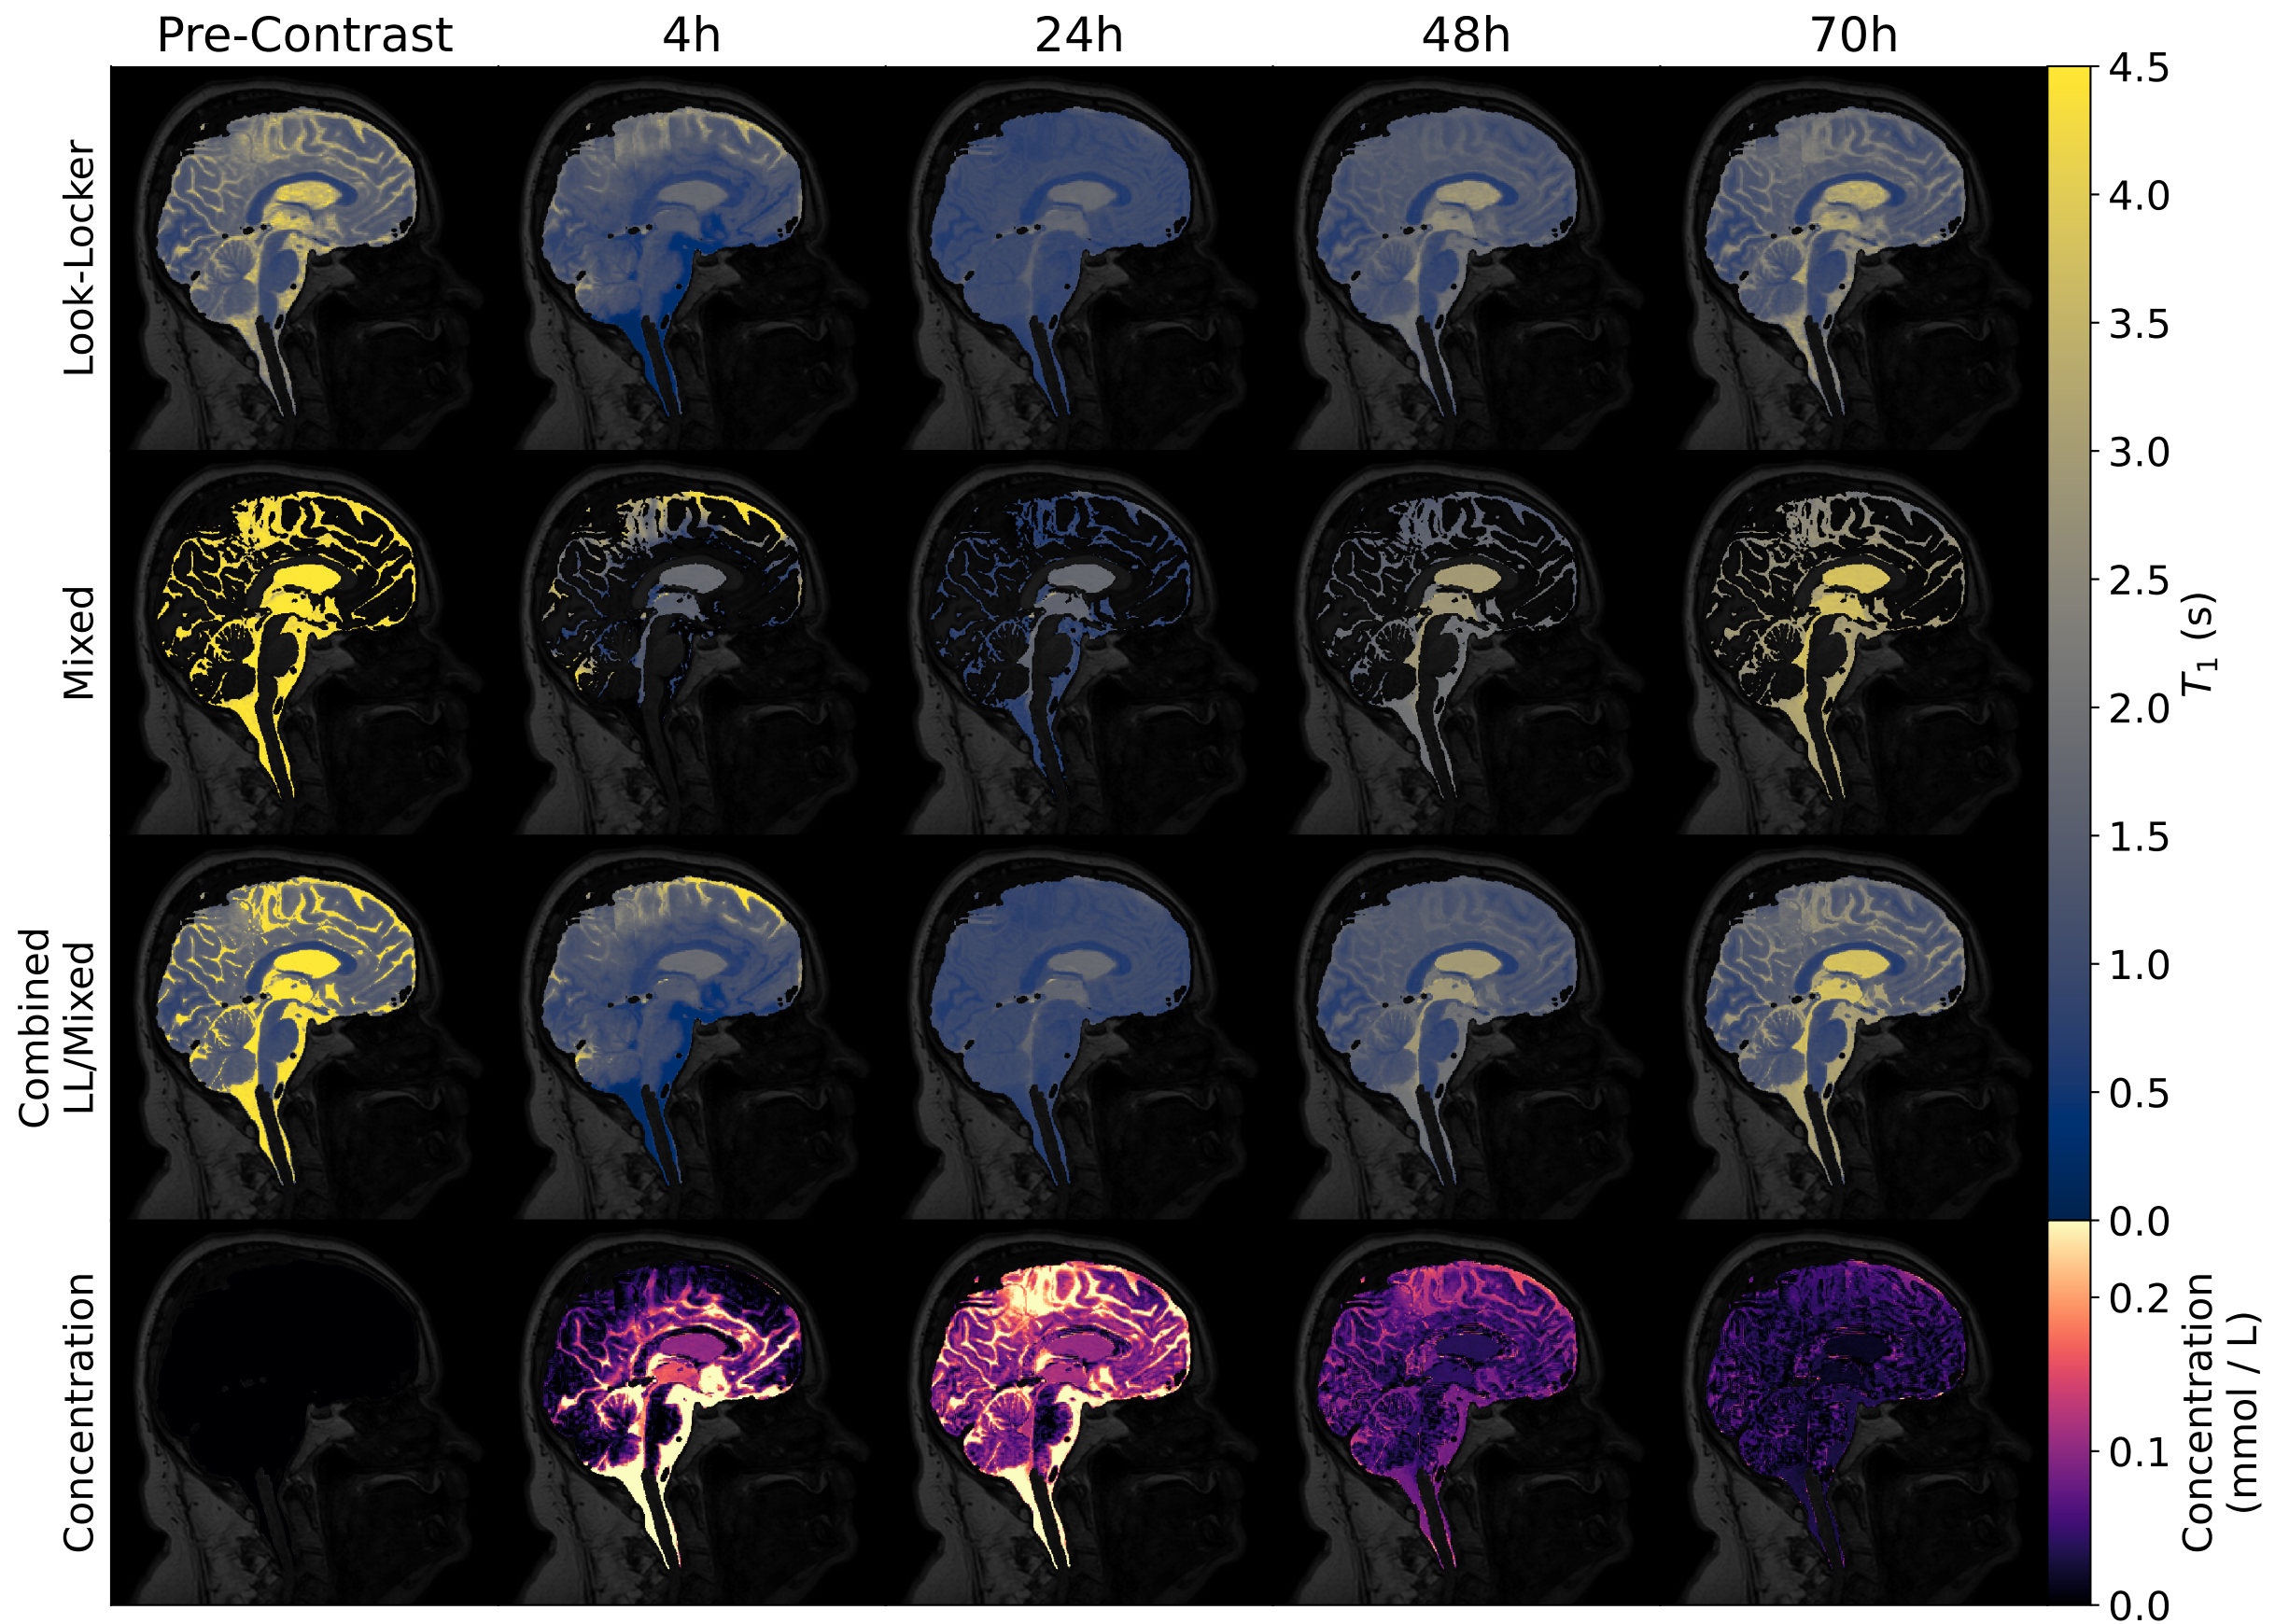 Pre-Contrast 4h 24h 48h 70h
Look-Locker
Mixed
Combined
LL/Mixed
Concentration
4.5
4.0
3.5
3.0
2.5
2.0
1.5
1.0
0.5
0.0
T₁ (s)
0.2
0.1
0.0
Concentration
(mmol / L)